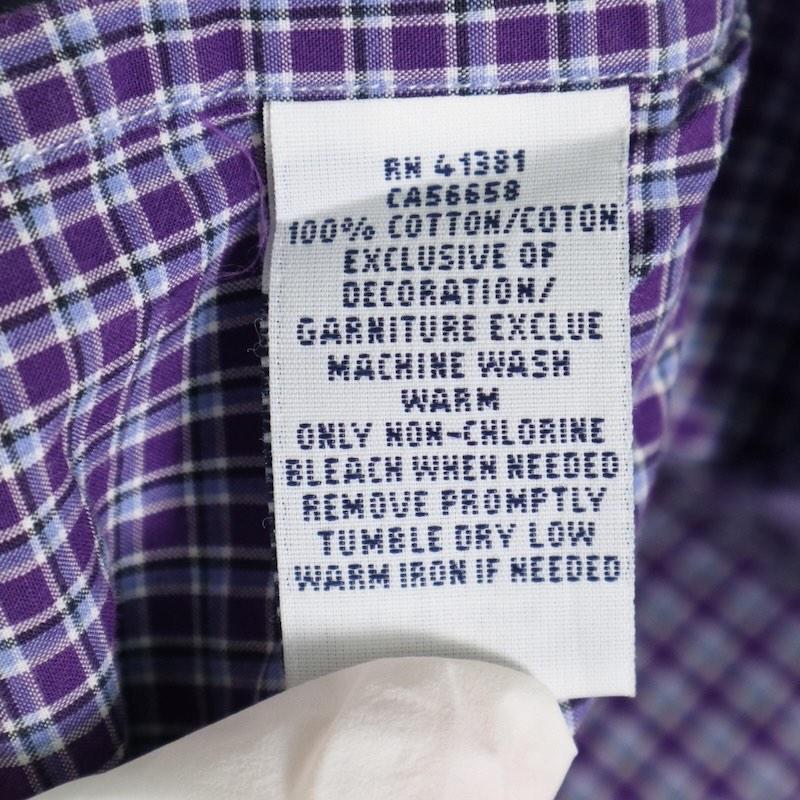 RN 41381
CA56658
100% COTTON/COTON
EXCLUSIVE OF
DECORATION/
GARNITURE EXCLUE
MACHINE WASH
WARM
ONLY NON-CHLORINE
BLEACH WHEN NEEDED
REMOVE PROMPTLY
TUMBLE DRY LOW
WARM IRON IF NEEDED